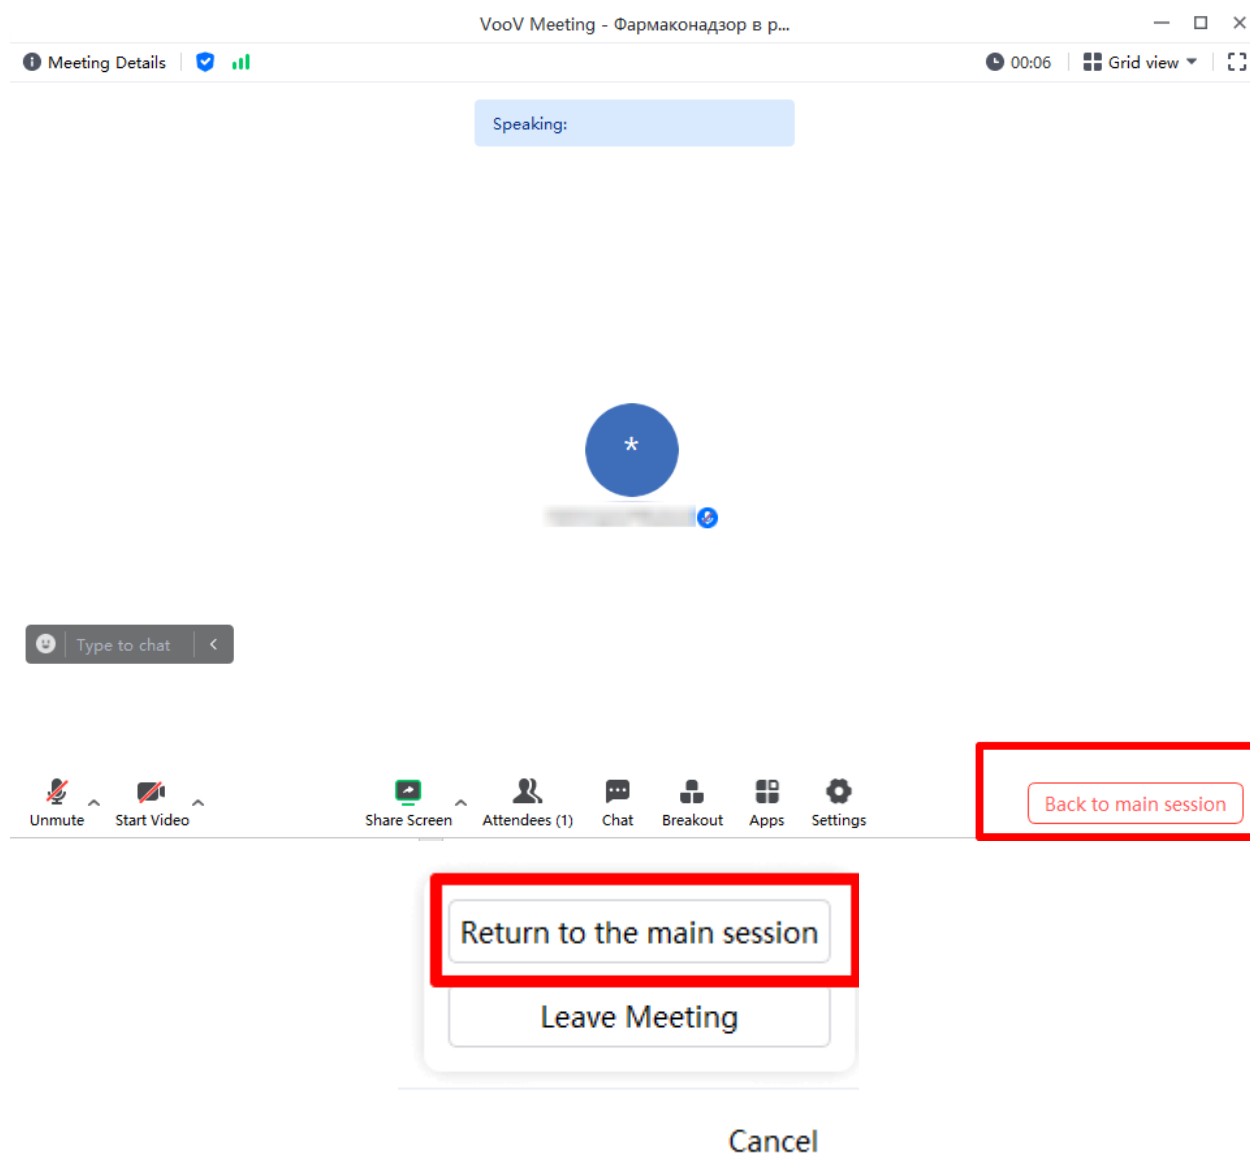 VooV Meeting - Фармаконадзор в р...
Meeting Details
00:06
Grid view
Speaking:
*
Type to chat
Unmute
Start Video
Share Screen
Attendees (1)
Chat
Breakout
Apps
Settings
Back to main session
Return to the main session
Leave Meeting
Cancel